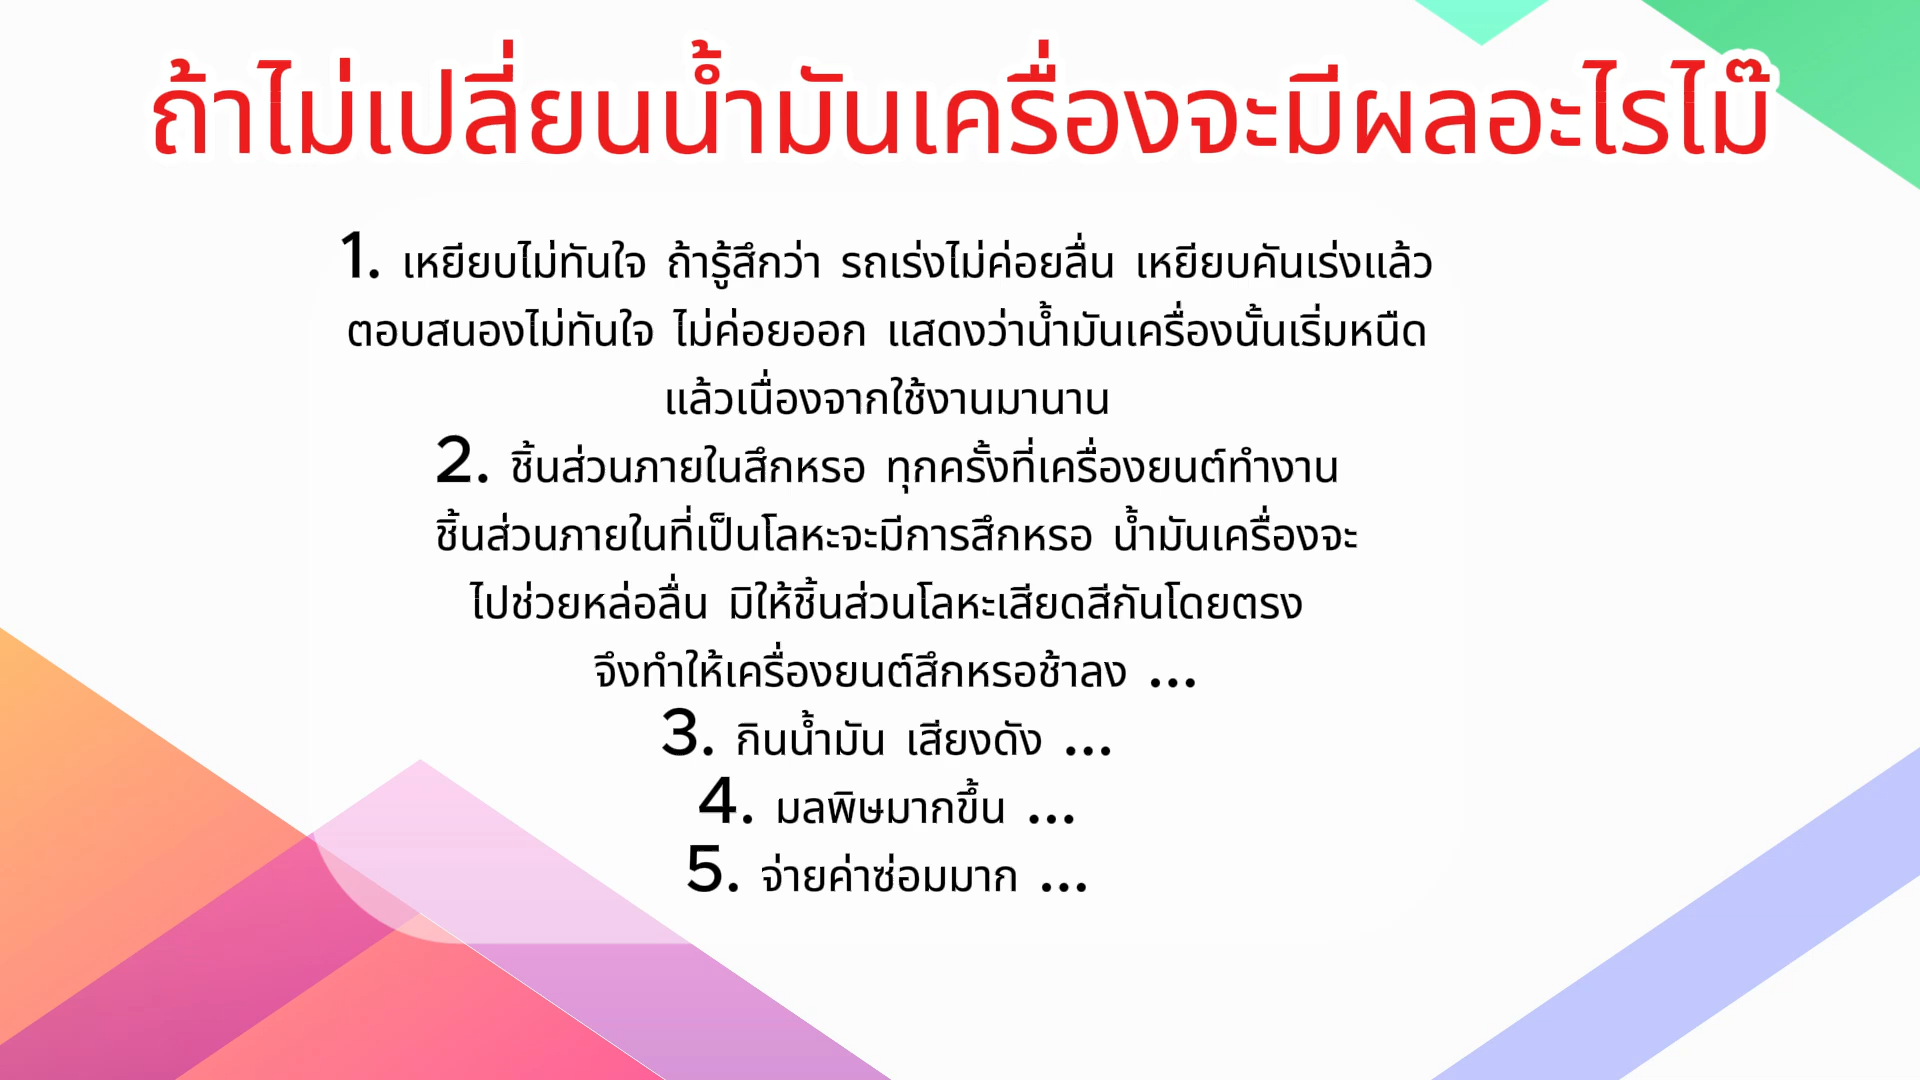 ถ้าไม่เปลี่ยนน้ำมันเครื่องจะมีผลอะไรไม๊
1. เหยียบไม่ทันใจ ถ้ารู้สึกว่า รถเร่งไม่ค่อยลื่น เหยียบคันเร่งแล้ว
ตอบสนองไม่ทันใจ ไม่ค่อยออก แสดงว่าน้ำมันเครื่องนั้นเริ่มหนืด
แล้วเนื่องจากใช้งานมานาน
2. ชิ้นส่วนภายในสึกหรอ ทุกครั้งที่เครื่องยนต์ทำงาน
ชิ้นส่วนภายในที่เป็นโลหะจะมีการสึกหรอ น้ำมันเครื่องจะ
ไปช่วยหล่อลื่น มิให้ชิ้นส่วนโลหะเสียดสีกันโดยตรง
จึงทำให้เครื่องยนต์สึกหรอช้าลง ...
3. กินน้ำมัน เสียงดัง ...
4. มลพิษมากขึ้น ...
5. จ่ายค่าซ่อมมาก ...